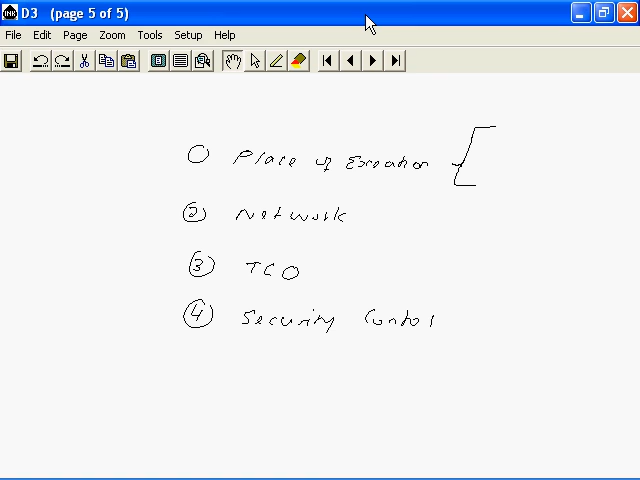 INK D3 (page 5 of 5)
File Edit Page Zoom Tools Setup Help
Place of Execution
② Network
③ TCO
④ Security Control